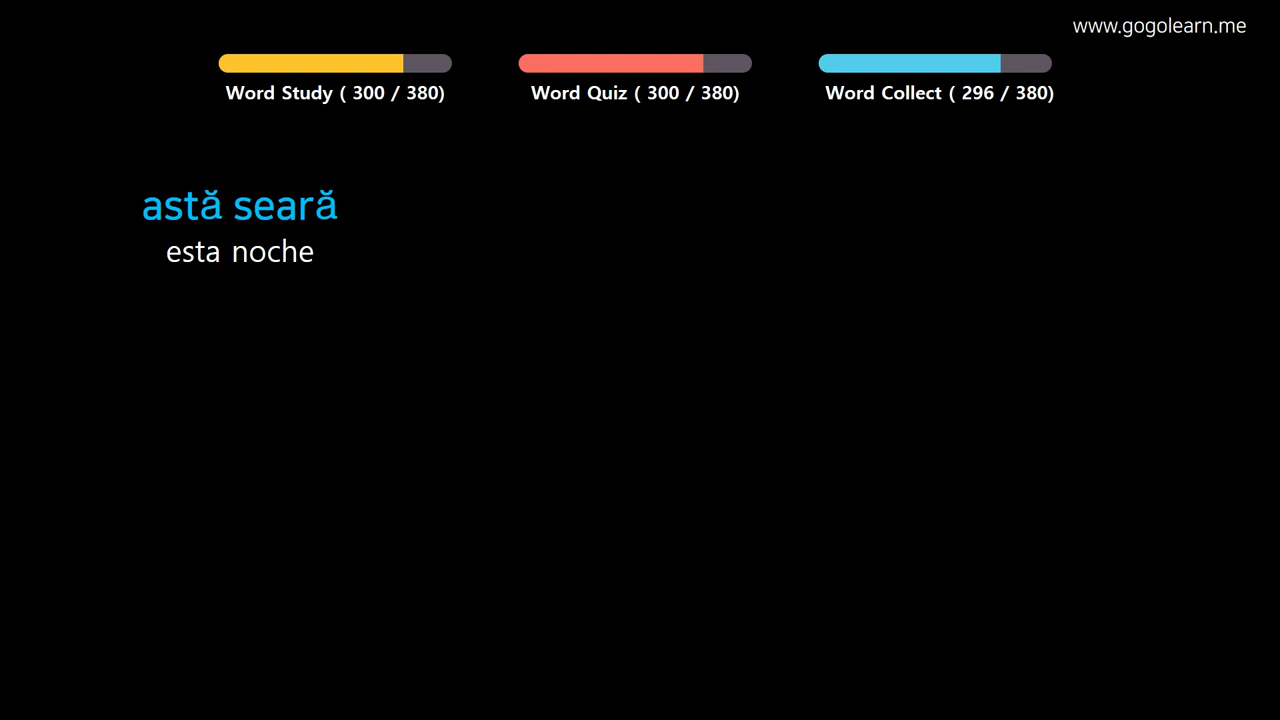 www.gogolearn.me
Word Study ( 300 / 380)
Word Quiz ( 300 / 380)
Word Collect ( 296 / 380)
astă seară
esta noche